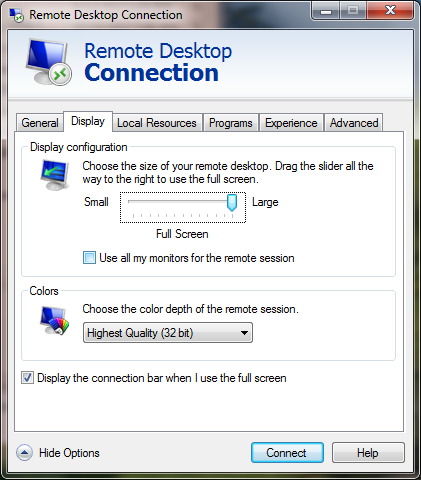 Remote Desktop Connection
Remote Desktop
Connection
General Display Local Resources Programs Experience Advanced
Display configuration
Choose the size of your remote desktop. Drag the slider all the
way to the right to use the full screen.
Small Large
Full Screen
Use all my monitors for the remote session
Colors
Choose the color depth of the remote session.
Highest Quality (32 bit)
Display the connection bar when I use the full screen
Hide Options Connect Help